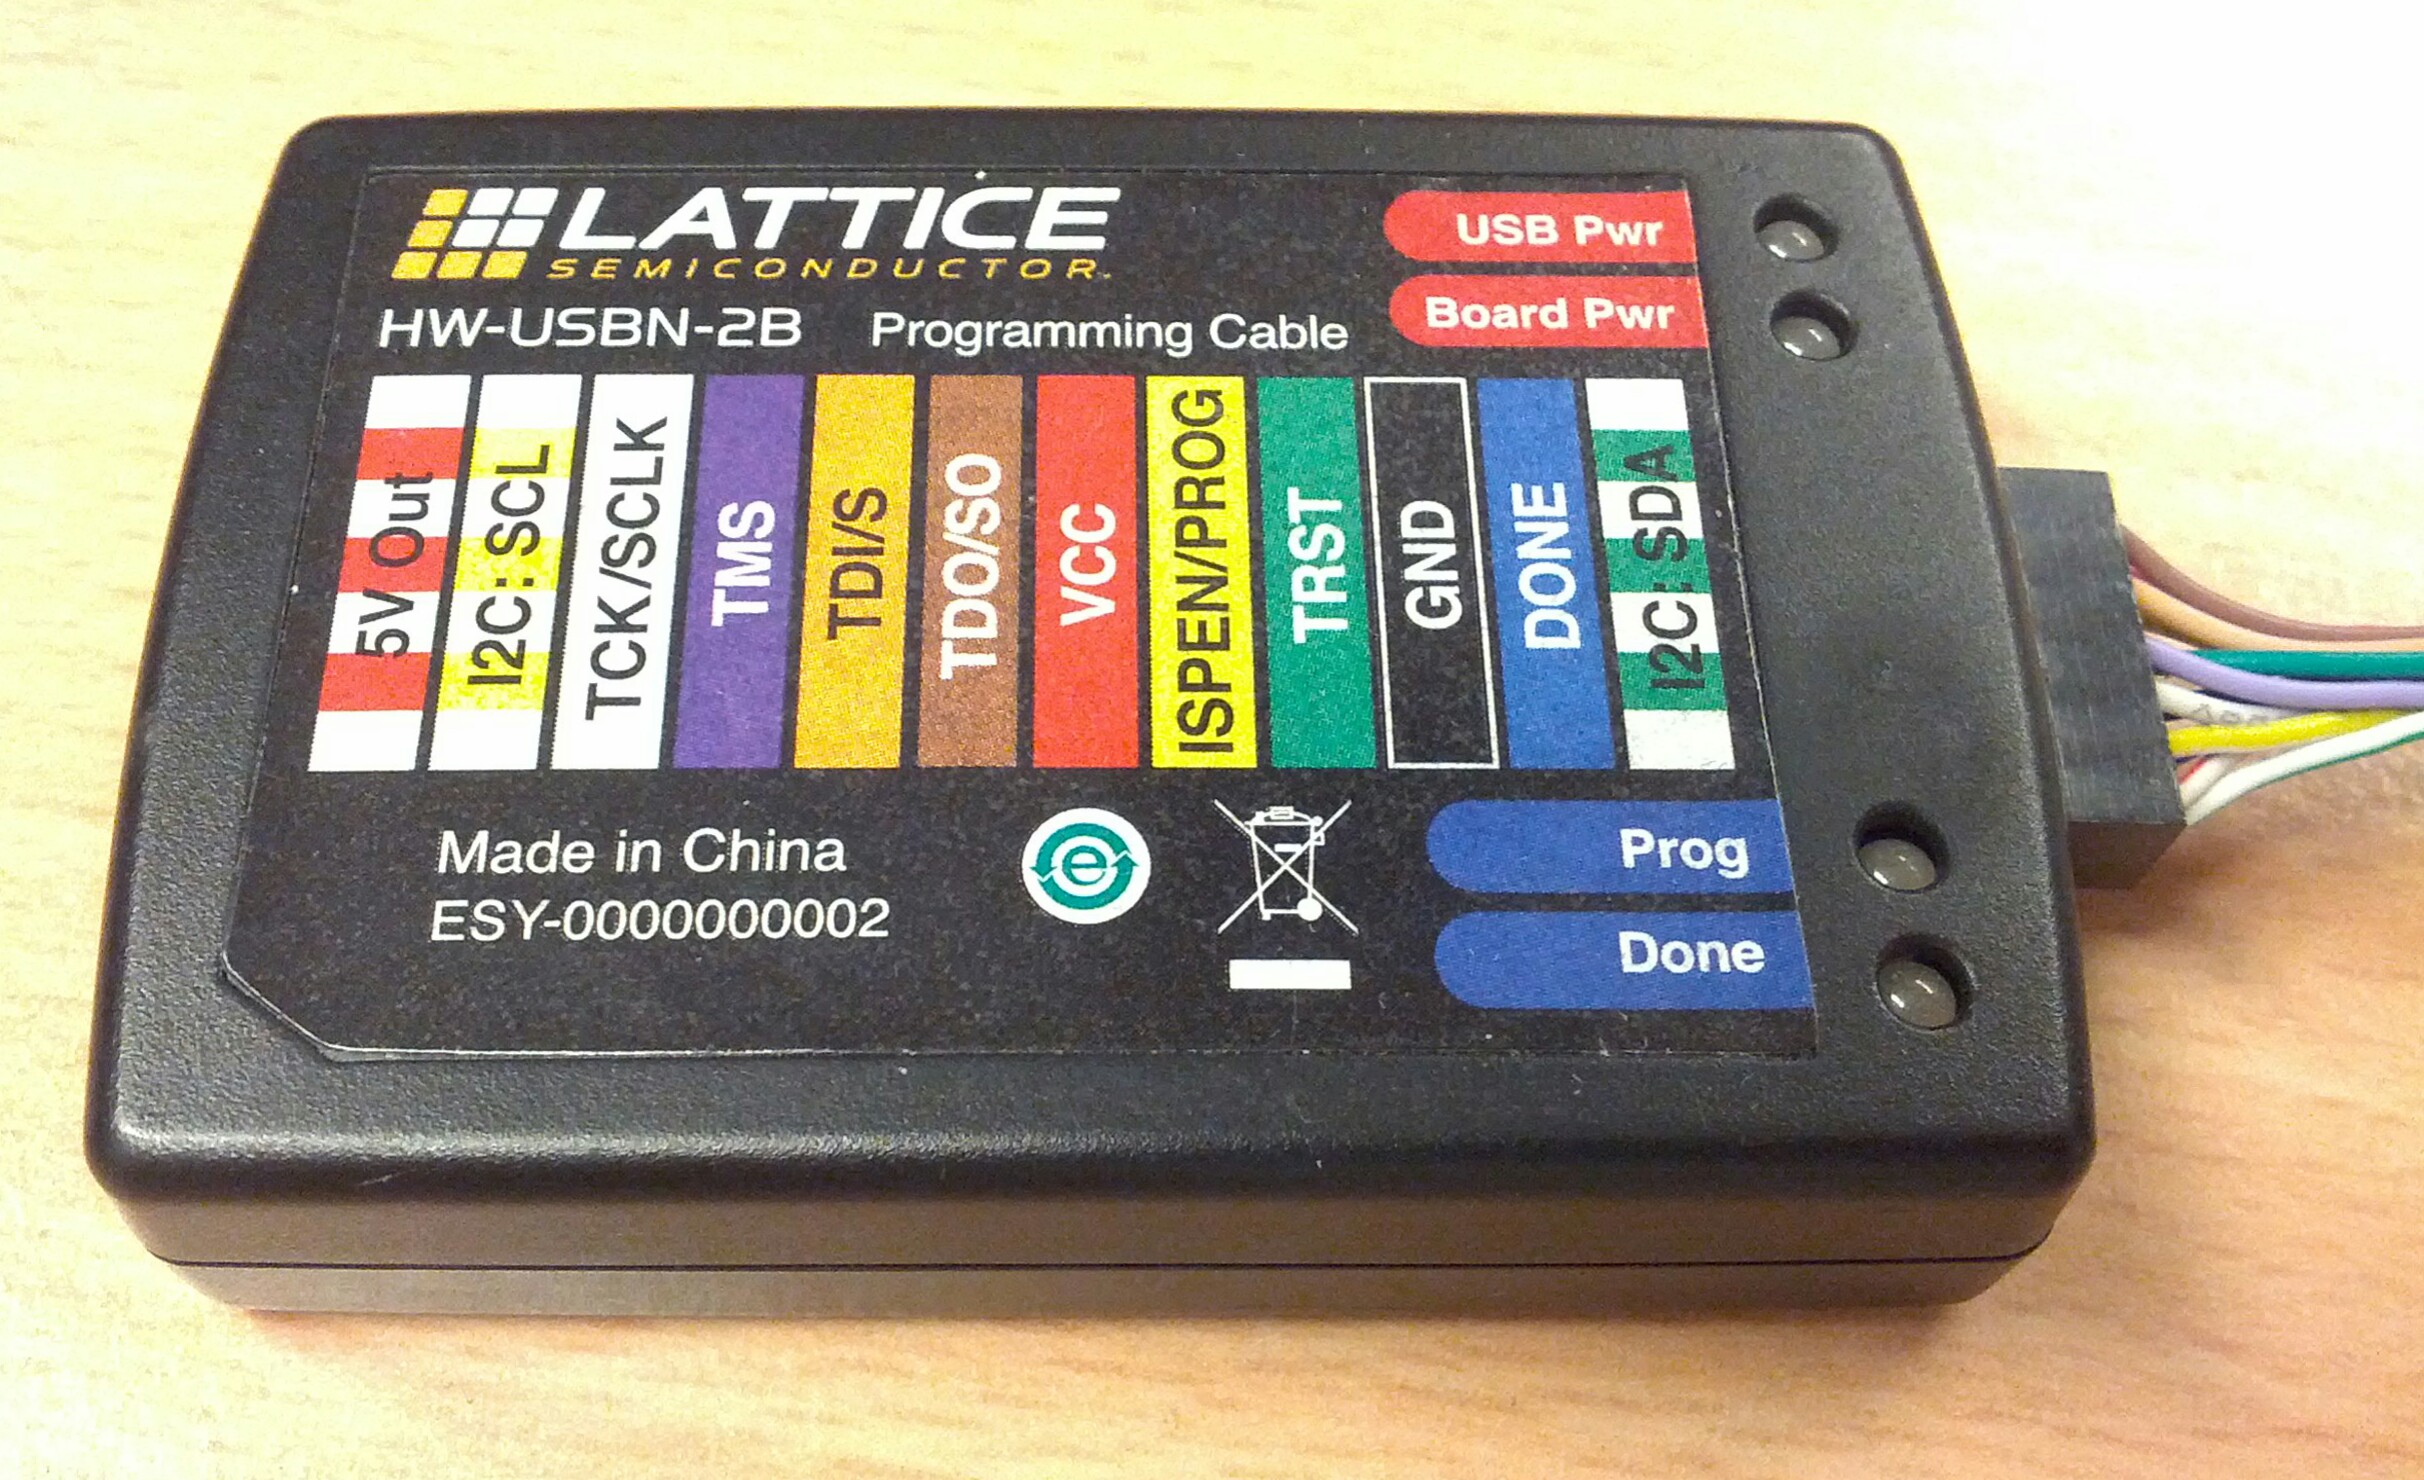 LATTICE
SEMICONDUCTOR
HW-USBN-2B Programming Cable
USB Pwr
Board Pwr
5V Out
I2C: SCL
TCK/SCLK
TMS
TDI/S
TDO/SO
VCC
ISPEN/PROG
TRST
GND
DONE
I2C: SDA
Made in China
ESY-0000000002
e
Prog
Done